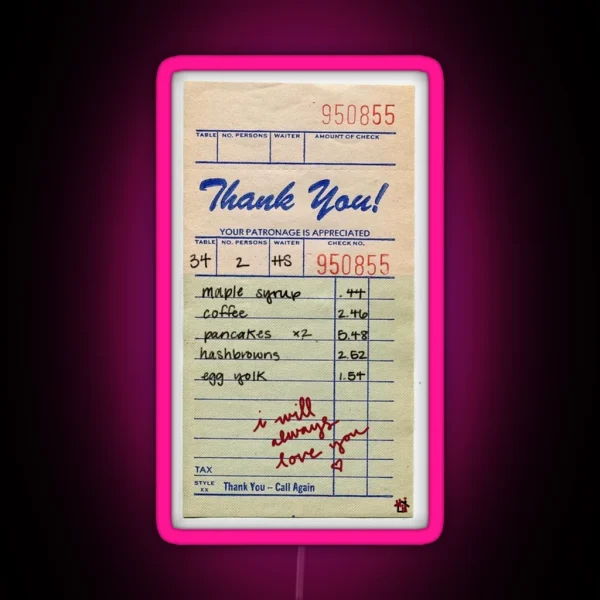 950855
TABLE NO. PERSONS WAITER AMOUNT OF CHECK
Thank You!
YOUR PATRONAGE IS APPRECIATED
TABLE NO. PERSONS WAITER CHECK NO.
34 2 HS 950855
maple syrup .44
coffee 2.46
pancakes x2 5.48
hashbrowns 2.52
egg yolk 1.54
i will
always
love you
TAX
STYLE
XX
Thank You – Call Again